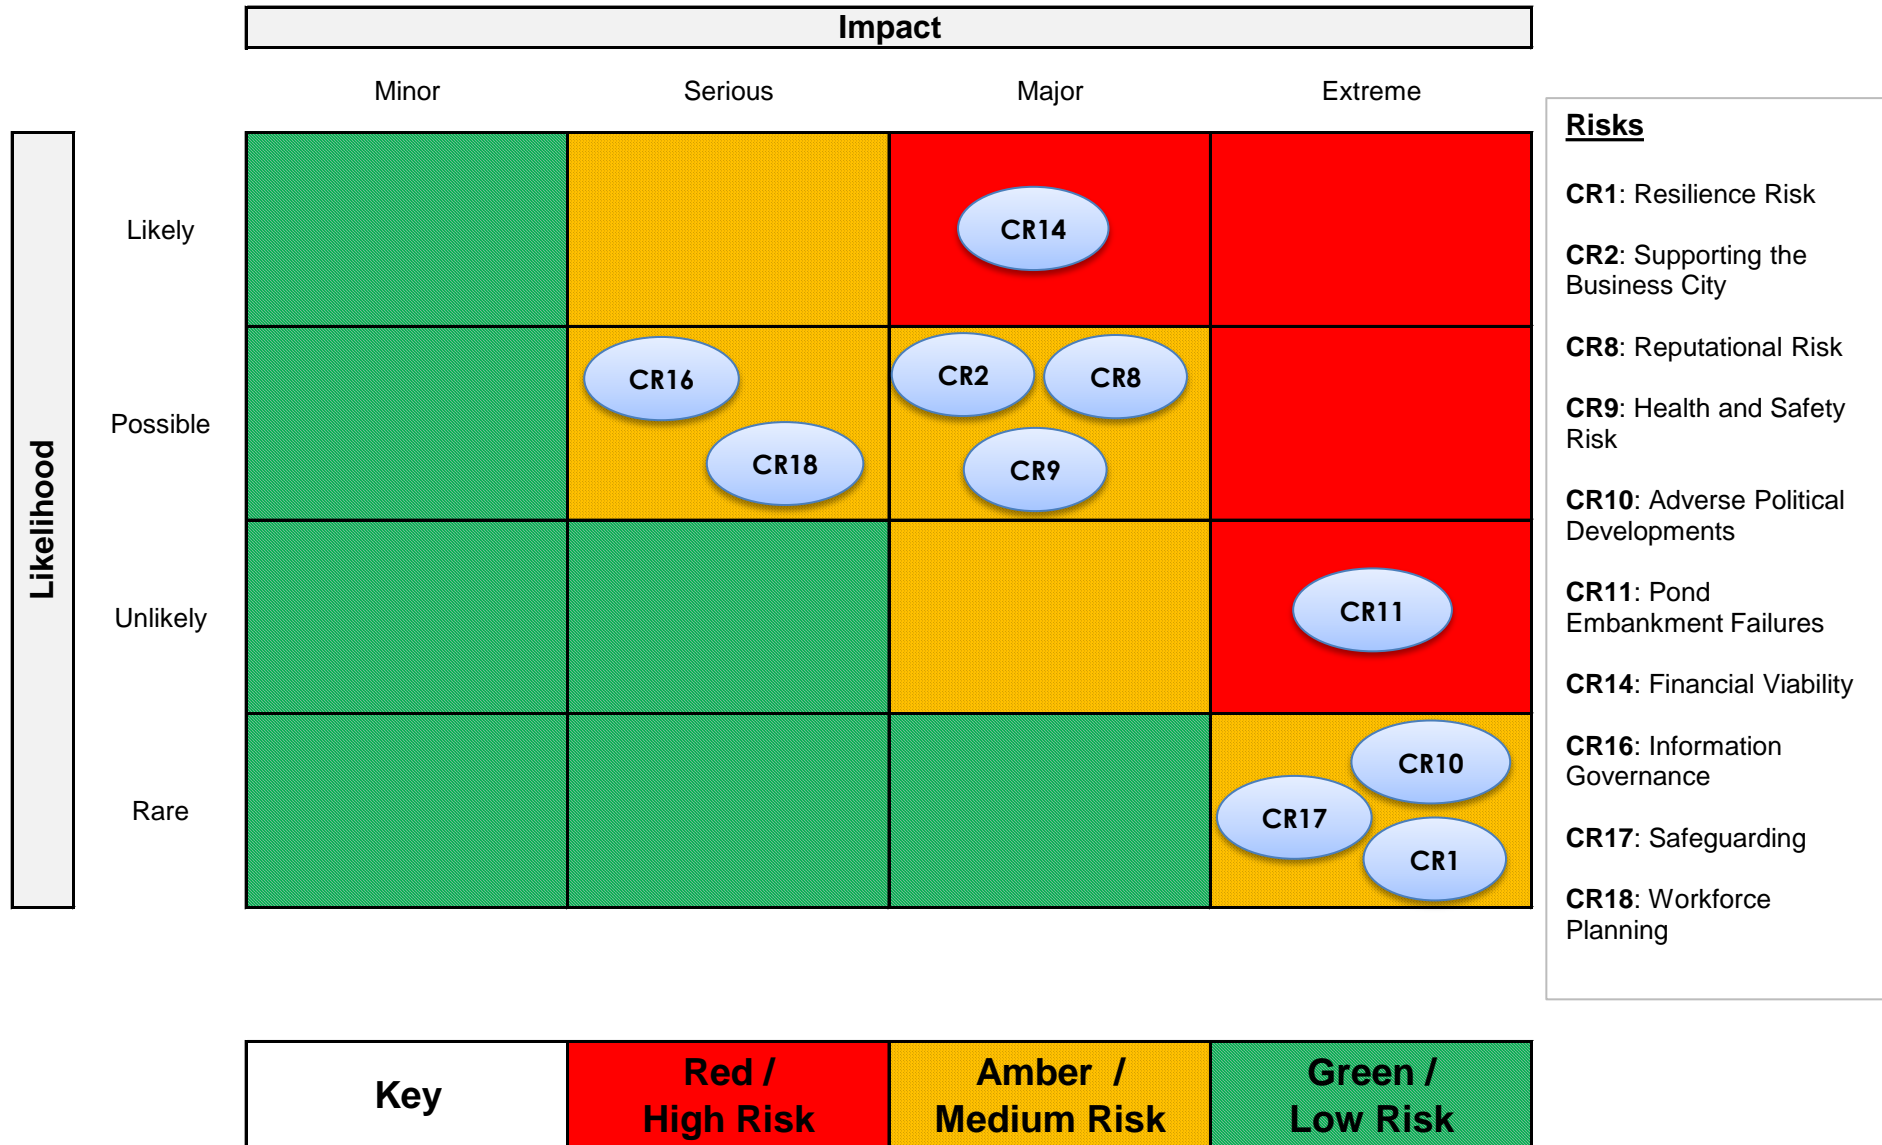 Impact
Minor Serious Major Extreme
Likelihood
Likely
CR14
Possible
CR16 CR2 CR8
CR18 CR9
Unlikely
CR11
Rare
CR10
CR17
CR1
Risks
CR1: Resilience Risk
CR2: Supporting the
Business City
CR8: Reputational Risk
CR9: Health and Safety
Risk
CR10: Adverse Political
Developments
CR11: Pond
Embankment Failures
CR14: Financial Viability
CR16: Information
Governance
CR17: Safeguarding
CR18: Workforce
Planning
Key
Red /
High Risk
Amber /
Medium Risk
Green /
Low Risk